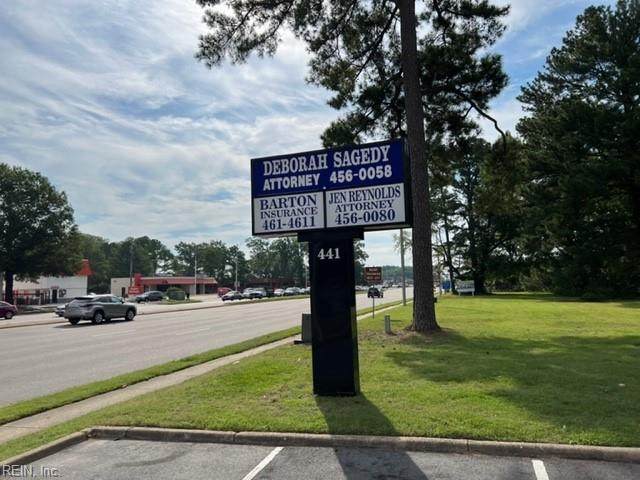 DEBORAH SAGEDY
ATTORNEY 456-0058
BARTON
INSURANCE
461-4611
JEN REYNOLDS
ATTORNEY
456-0080
441
REIN, Inc.